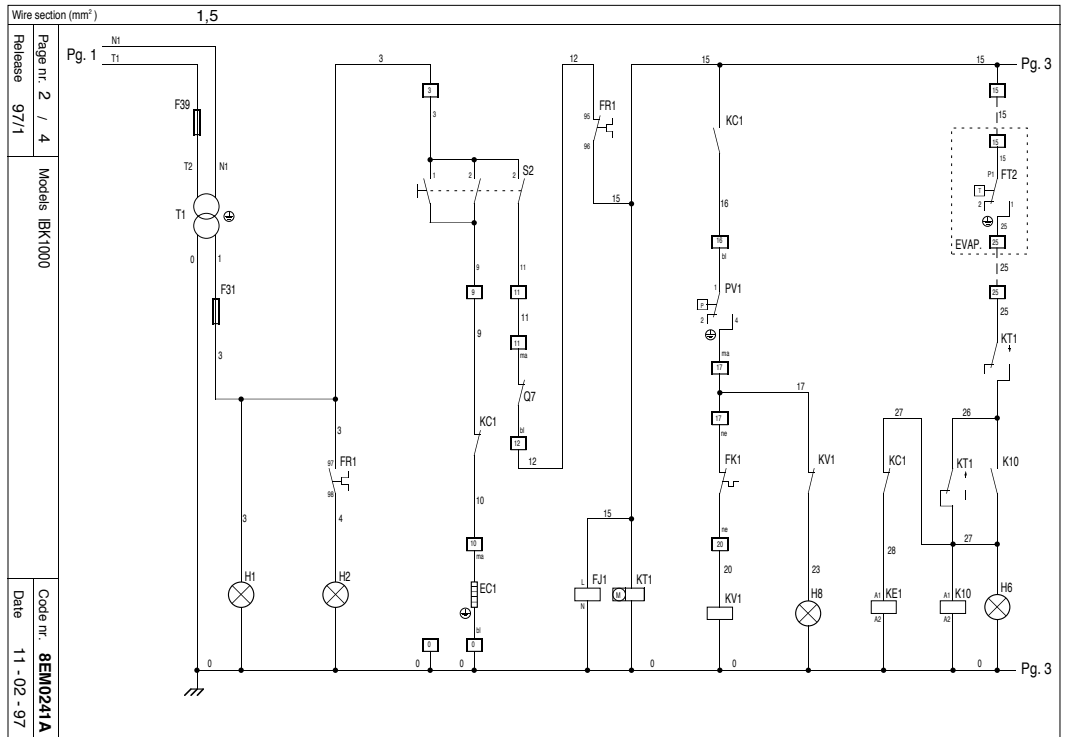 Wire section (mm²) 1,5
Page nr. 2 / 4
Release 97/1
Models IBK1000
Code nr. 8EM0241A
Date 11 - 02 - 97
Pg. 1
N1
T1
F39
T2
N1
T1
0
1
F31
3
3
H1
3
97
FR1
98
4
H2
0
3
3
3
1
2
2
S2
9
9
9
KC1
10
10
ma
EC1
bl
0
0
0
0
11
11
11
11
ma
Q7
bl
12
12
12
95
FR1
96
15
15
L
FJ1
N
M
KT1
0
15
KC1
16
16
bl
1
PV1
P
2
4
ma
17
17
17
ne
FK1
ne
20
20
KV1
0
KV1
23
H8
27
KC1
28
A1
KE1
A2
26
KT1
27
A1
K10
A2
K10
H6
0
15
Pg. 3
15
15
15
15
P1
FT2
T
2
1
25
EVAP.
25
25
25
25
KT1
Pg. 3